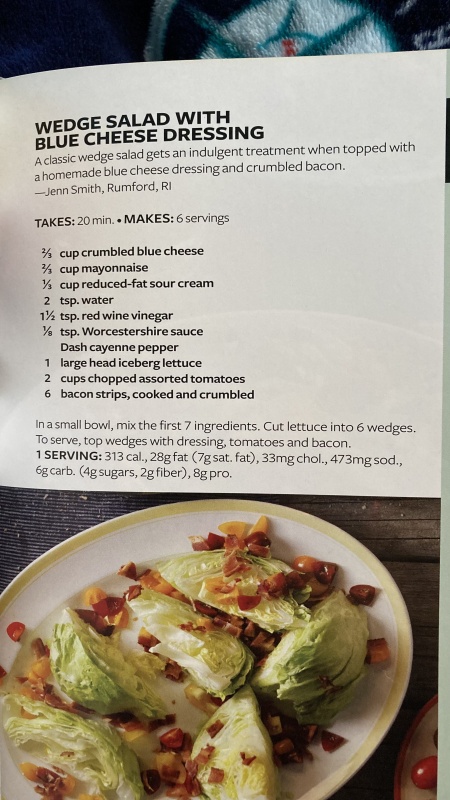 WEDGE SALAD WITH
BLUE CHEESE DRESSING
A classic wedge salad gets an indulgent treatment when topped with
a homemade blue cheese dressing and crumbled bacon.
—Jenn Smith, Rumford, RI
TAKES: 20 min. • MAKES: 6 servings
⅔ cup crumbled blue cheese
⅔ cup mayonnaise
⅓ cup reduced-fat sour cream
2 tsp. water
1½ tsp. red wine vinegar
⅛ tsp. Worcestershire sauce
Dash cayenne pepper
1 large head iceberg lettuce
2 cups chopped assorted tomatoes
6 bacon strips, cooked and crumbled
In a small bowl, mix the first 7 ingredients. Cut lettuce into 6 wedges.
To serve, top wedges with dressing, tomatoes and bacon.
1 SERVING: 313 cal., 28g fat (7g sat. fat), 33mg chol., 473mg sod.,
6g carb. (4g sugars, 2g fiber), 8g pro.